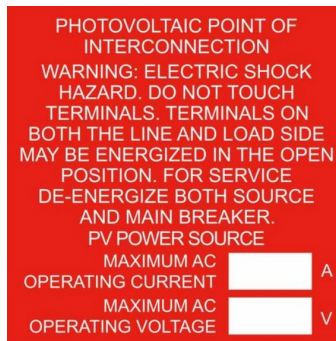 PHOTOVOLTAIC POINT OF
INTERCONNECTION
WARNING: ELECTRIC SHOCK
HAZARD. DO NOT TOUCH
TERMINALS. TERMINALS ON
BOTH THE LINE AND LOAD SIDE
MAY BE ENERGIZED IN THE OPEN
POSITION. FOR SERVICE
DE-ENERGIZE BOTH SOURCE
AND MAIN BREAKER.
PV POWER SOURCE
MAXIMUM AC
OPERATING CURRENT A
MAXIMUM AC
OPERATING VOLTAGE V